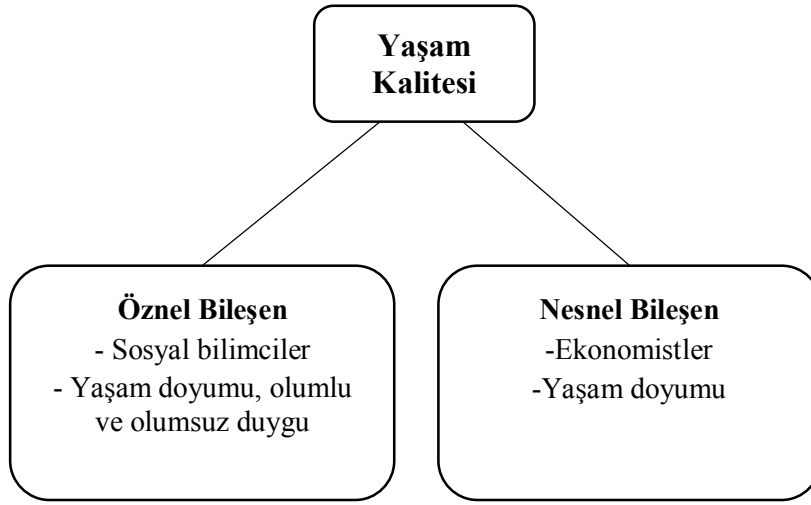 Yaşam
Kalitesi
Öznel Bileşen
- Sosyal bilimciler
- Yaşam doyumu, olumlu
ve olumsuz duygu
Nesnel Bileşen
-Ekonomistler
-Yaşam doyumu